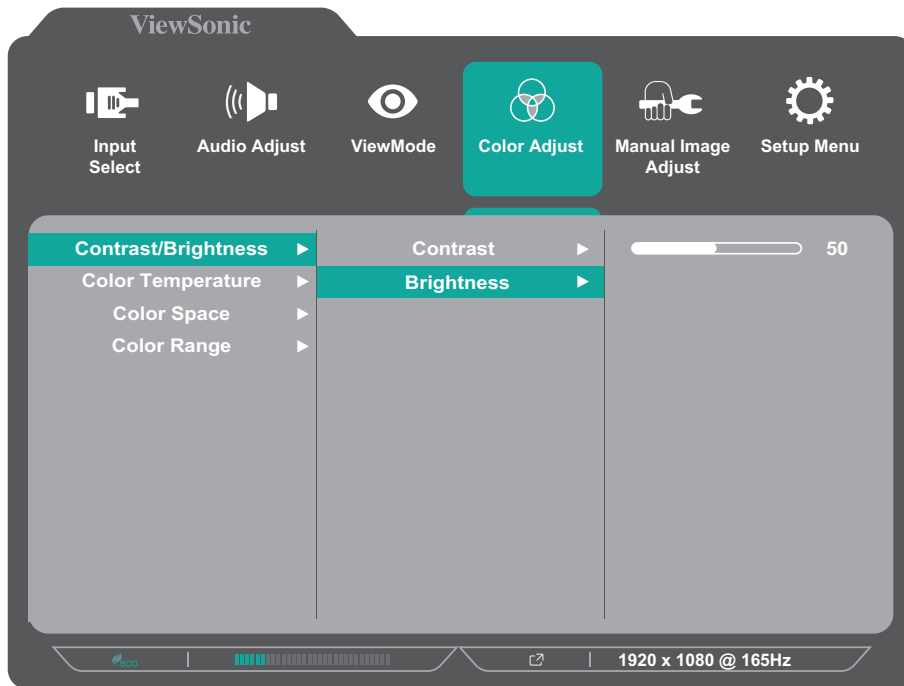 ViewSonic
Input
Select
Audio Adjust
ViewMode
Color Adjust
Manual Image
Adjust
Setup Menu
Contrast/Brightness
Color Temperature
Color Space
Color Range
Contrast
Brightness
50
eco
1920 x 1080 @ 165Hz